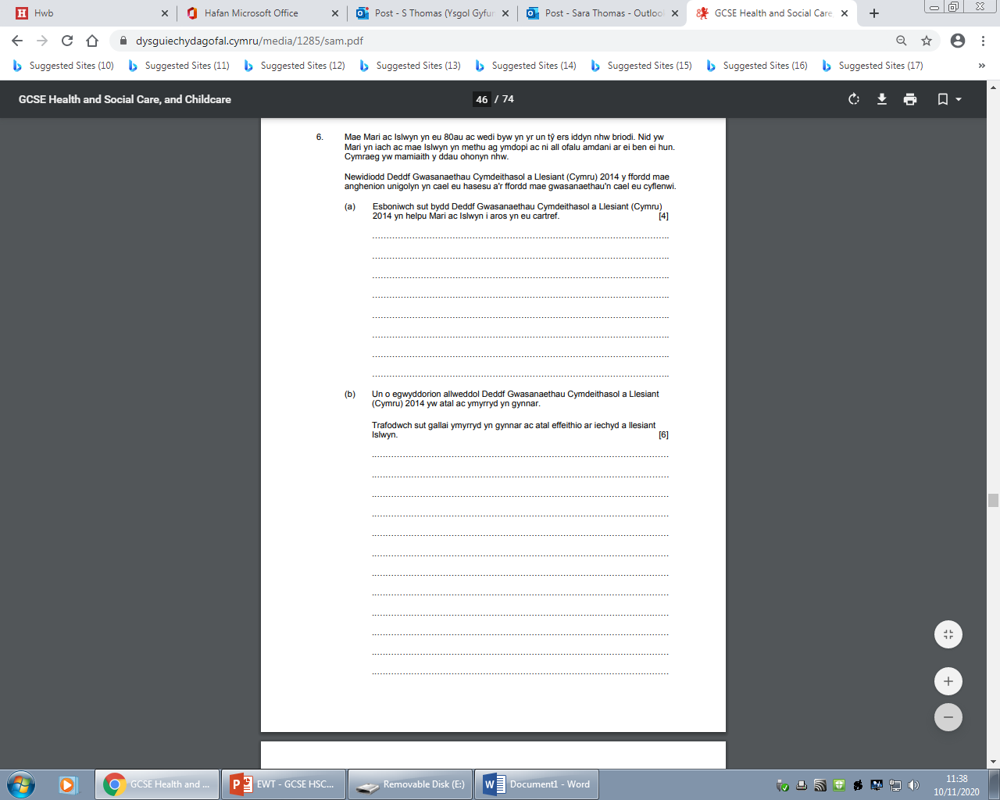 Hwb
Hafan Microsoft Office
Post - S Thomas (Ysgol Gyfun
Post - Sara Thomas - Outlook
GCSE Health and Social Care
dysguiechydagofal.cymru/media/1285/sam.pdf
Suggested Sites (10)
Suggested Sites (11)
Suggested Sites (12)
Suggested Sites (13)
Suggested Sites (14)
Suggested Sites (15)
Suggested Sites (16)
Suggested Sites (17)
»
GCSE Health and Social Care, and Childcare
46 / 74
6. Mae Mari ac Islwyn yn eu 80au ac wedi byw yn yr un tŷ ers iddyn nhw briodi. Nid yw
Mari yn iach ac mae Islwyn yn methu ag ymdopi ac ni all ofalu amdani ar ei ben ei hun.
Cymraeg yw mamiaith y ddau ohonyn nhw.
Newidiodd Deddf Gwasanaethau Cymdeithasol a Llesiant (Cymru) 2014 y ffordd mae
anghenion unigolyn yn cael eu hasesu a'r ffordd mae gwasanaethau'n cael eu cyflenwi.
(a) Esboniwch sut bydd Deddf Gwasanaethau Cymdeithasol a Llesiant (Cymru)
2014 yn helpu Mari ac Islwyn i aros yn eu cartref. [4]
(b) Un o egwyddorion allweddol Deddf Gwasanaethau Cymdeithasol a Llesiant
(Cymru) 2014 yw atal ac ymyrryd yn gynnar.
Trafodwch sut gallai ymyrryd yn gynnar ac atal effeithio ar iechyd a llesiant
Islwyn. [6]
GCSE Health and ...
EWT - GCSE HSC...
Removable Disk (E:)
Document1 - Word
11:38
10/11/2020